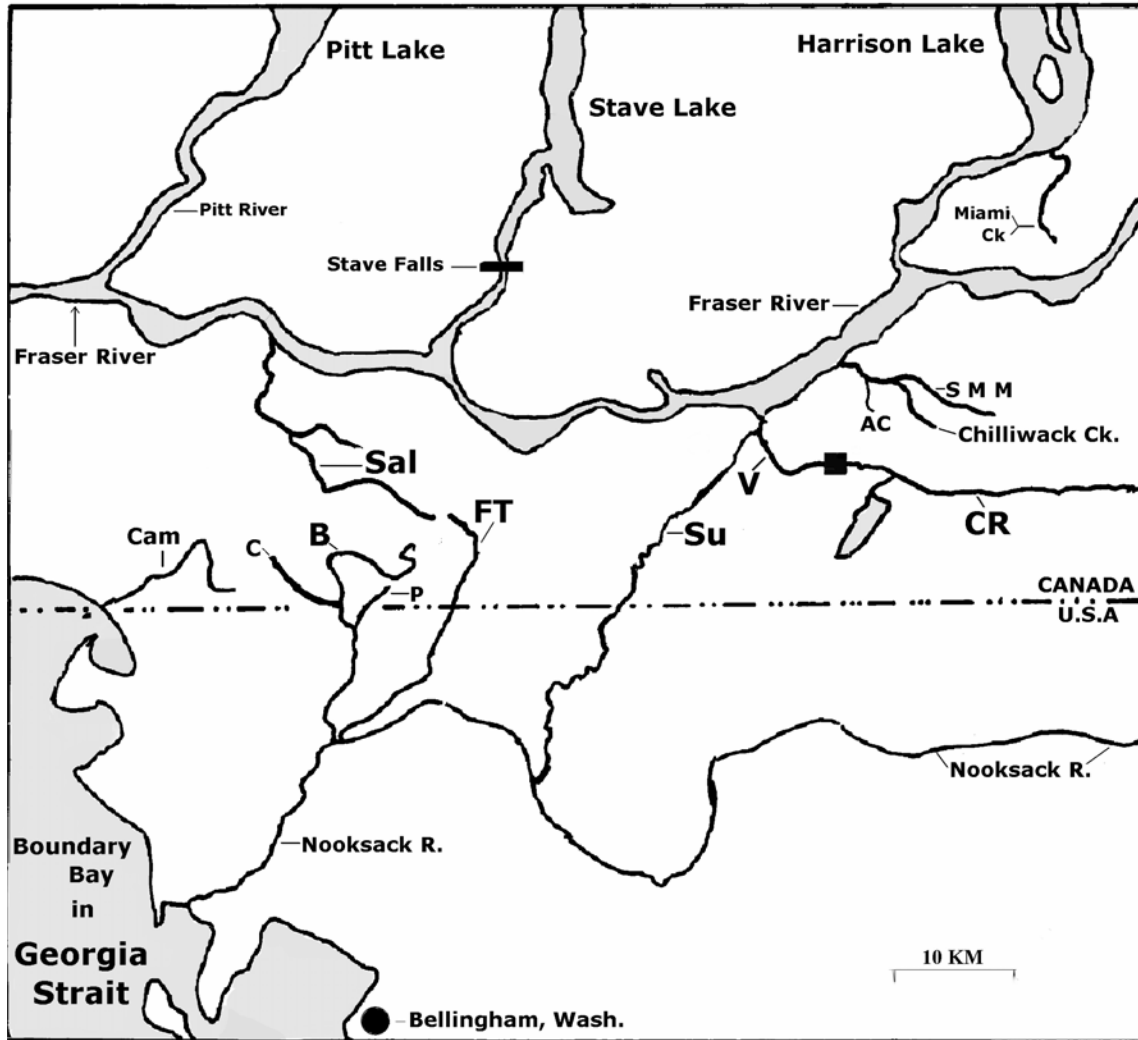 Pitt Lake
Harrison Lake
Stave Lake
Pitt River
Miami
Ck
Stave Falls
Fraser River
Fraser River
S M M
AC
Chilliwack Ck.
Sal
V
FT
CR
Su
B
Cam
C
P
CANADA
U.S.A
Nooksack R.
Nooksack R.
Boundary
Bay
in
Georgia
Strait
10 KM
Bellingham, Wash.